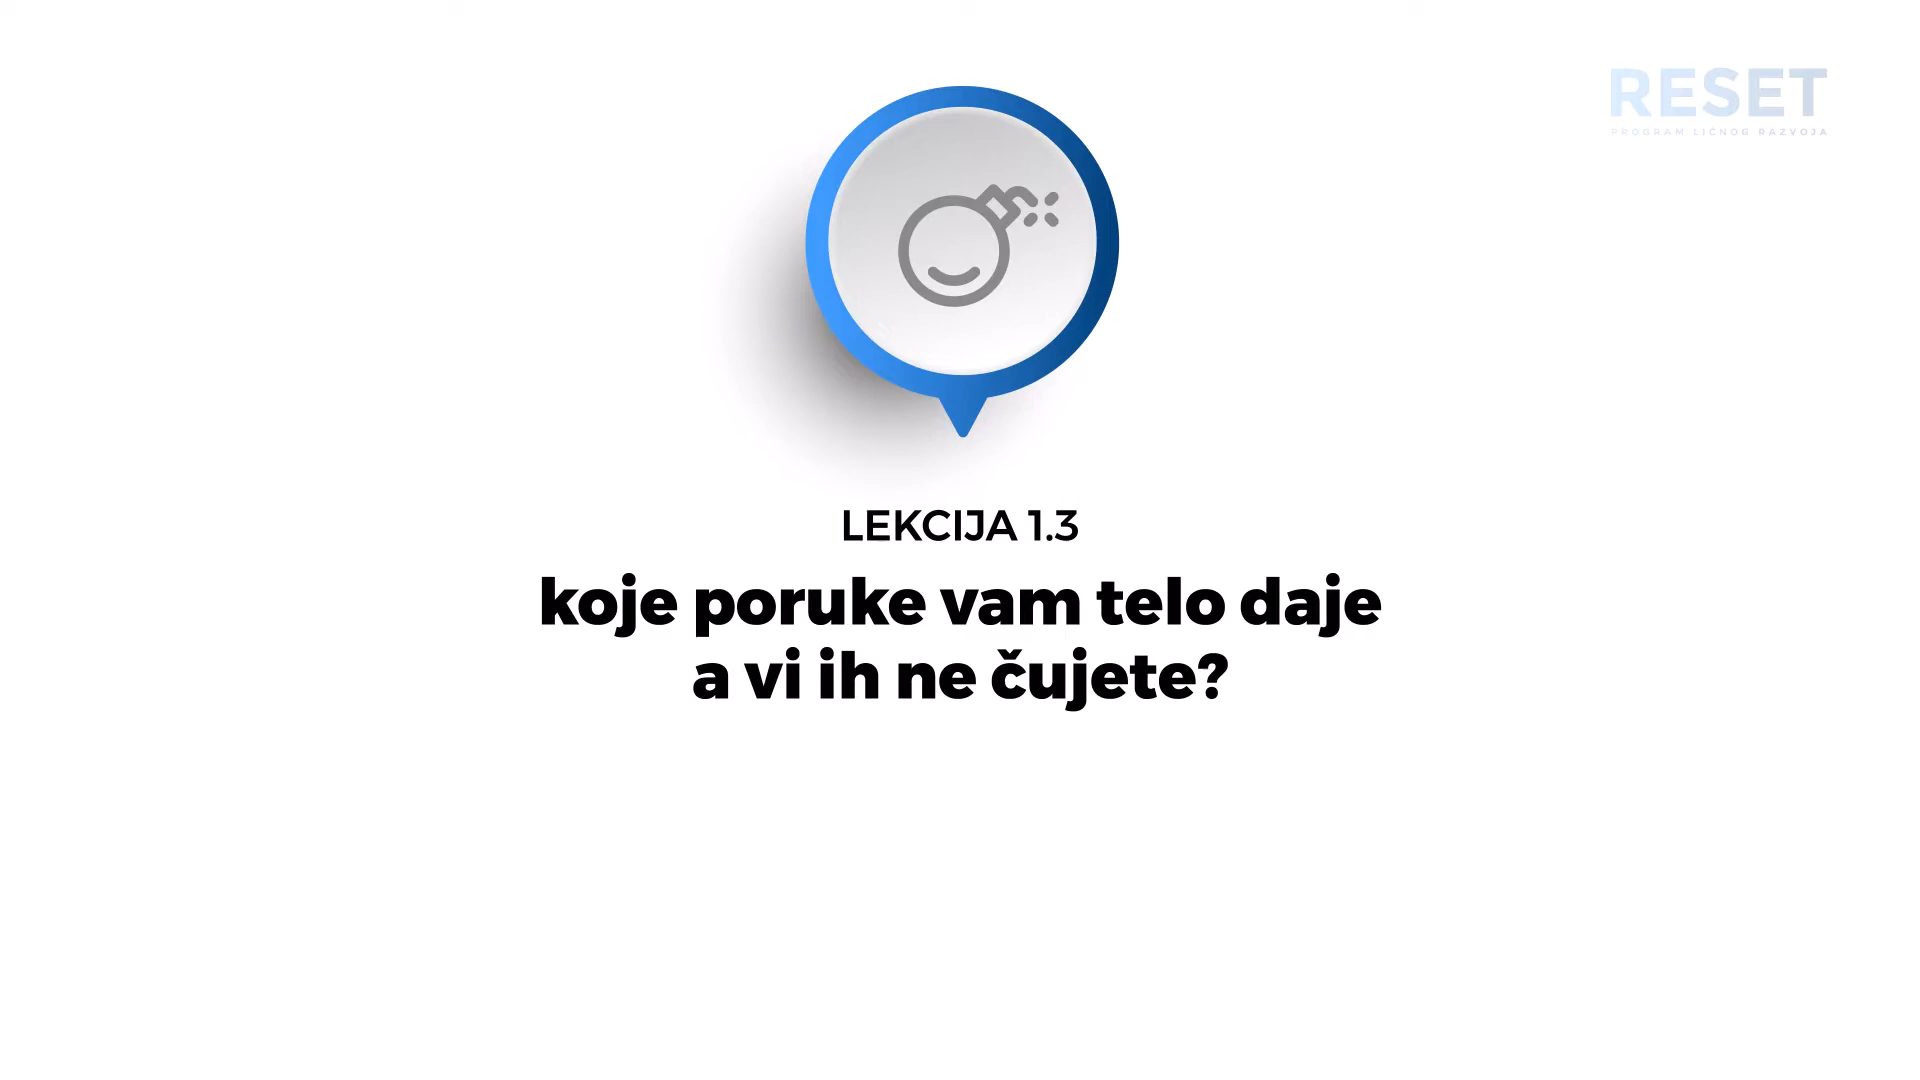 RESET
PROGRAM LIČNOG RAZVOJA
LEKCIJA 1.3
koje poruke vam telo daje
a vi ih ne čujete?